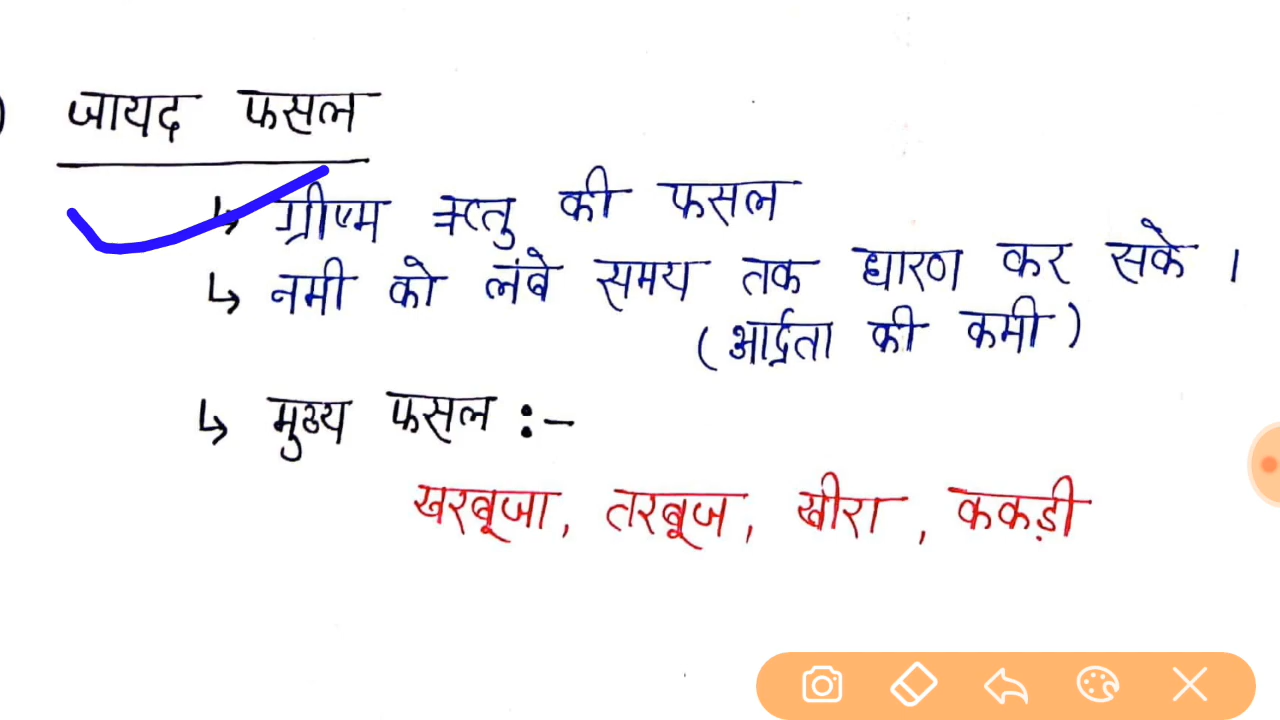 ) जायद फसल
↳ ग्रीष्म ऋतु की फसल
↳ नमी को लंबे समय तक धारण कर सके ।
(आर्द्रता की कमी)
↳ मुख्य फसल :-
खरबूजा, तरबूज, खीरा, ककड़ी